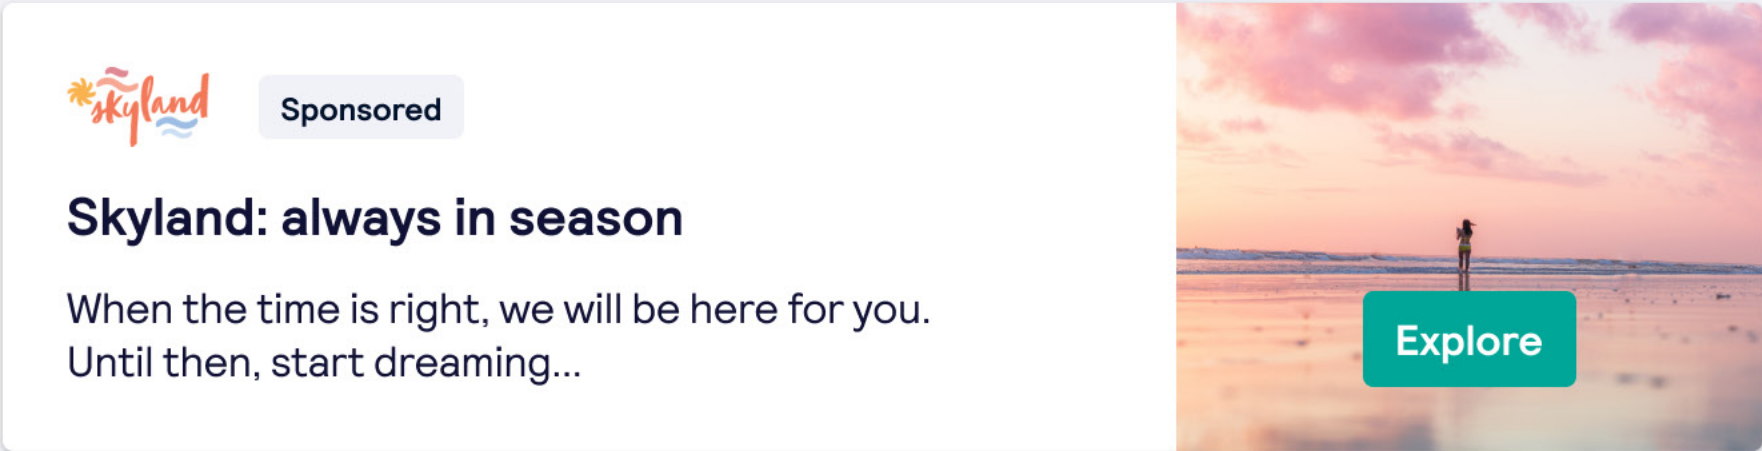 skyland
Sponsored
Skyland: always in season
When the time is right, we will be here for you.
Until then, start dreaming...
Explore